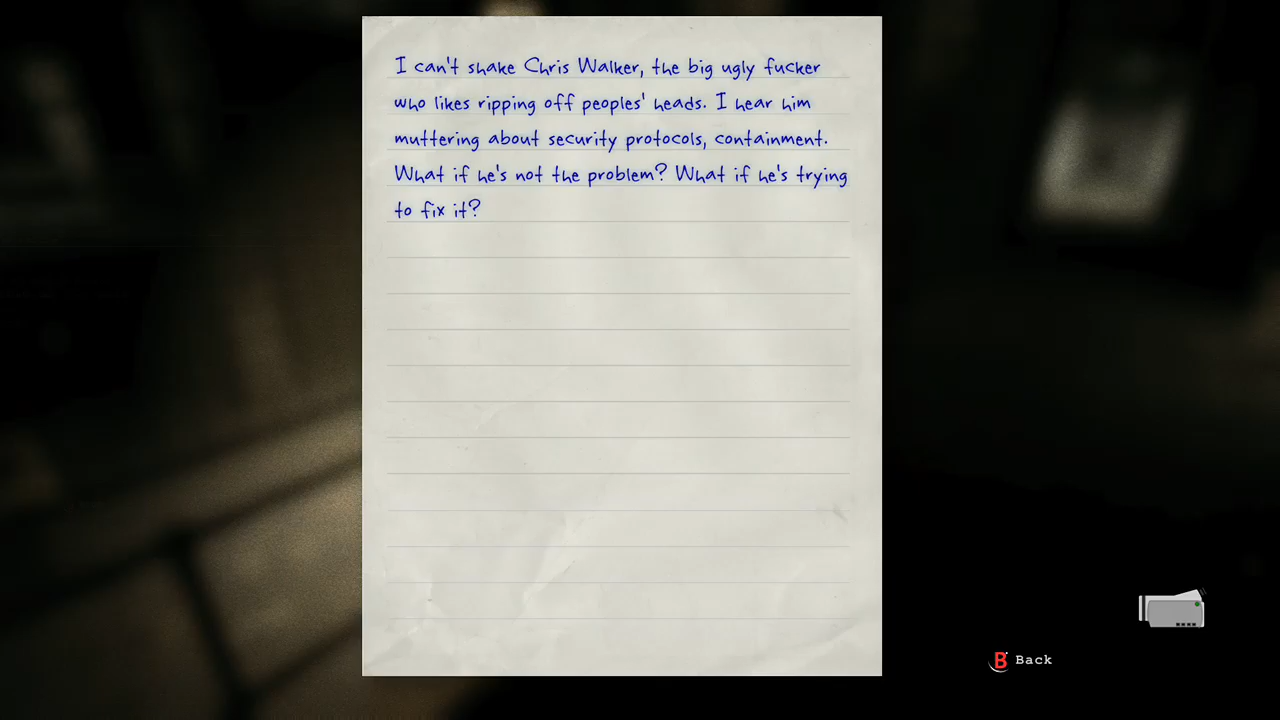 I can't shake Chris Walker, the big ugly fucker
who likes ripping off peoples' heads. I hear him
muttering about security protocols, containment.
What if he's not the problem? What if he's trying
to fix it?
B Back